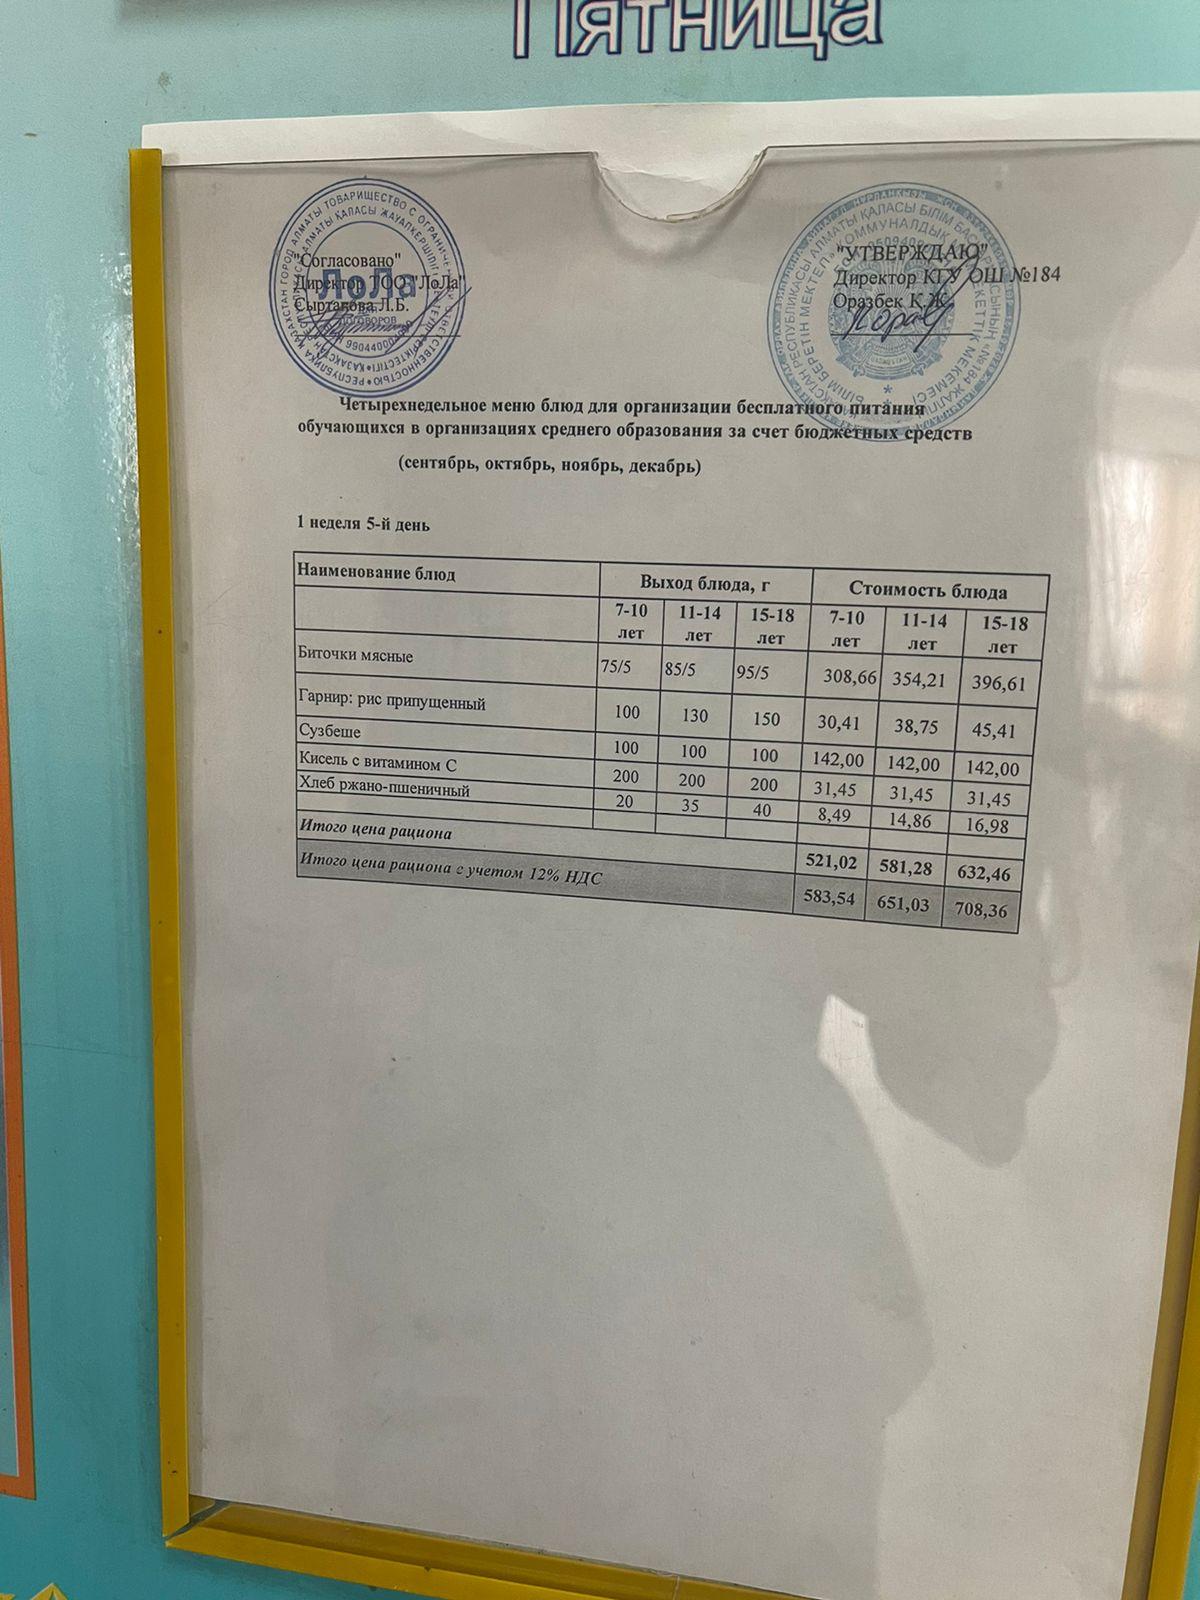 Пятница
"Согласовано"
Директор ТОО "ЛоЛа"
Сыртанова Л.Б.
ЛоЛа
договоров
"УТВЕРЖДАЮ"
Директор КГУ ОШ №184
Оразбек К.Ж.
Четырехнедельное меню блюд для организации бесплатного питания
обучающихся в организациях среднего образования за счет бюджетных средств
(сентябрь, октябрь, ноябрь, декабрь)
1 неделя 5-й день
Наименование блюд Выход блюда, г Стоимость блюда
7-10 лет 11-14 лет 15-18 лет 7-10 лет 11-14 лет 15-18 лет
Биточки мясные 75/5 85/5 95/5 308,66 354,21 396,61
Гарнир: рис припущенный 100 130 150 30,41 38,75 45,41
Сузбеше 100 100 100 142,00 142,00 142,00
Кисель с витамином С 200 200 200 31,45 31,45 31,45
Хлеб ржано-пшеничный 20 35 40 8,49 14,86 16,98
Итого цена рациона 521,02 581,28 632,46
Итого цена рациона с учетом 12% НДС 583,54 651,03 708,36